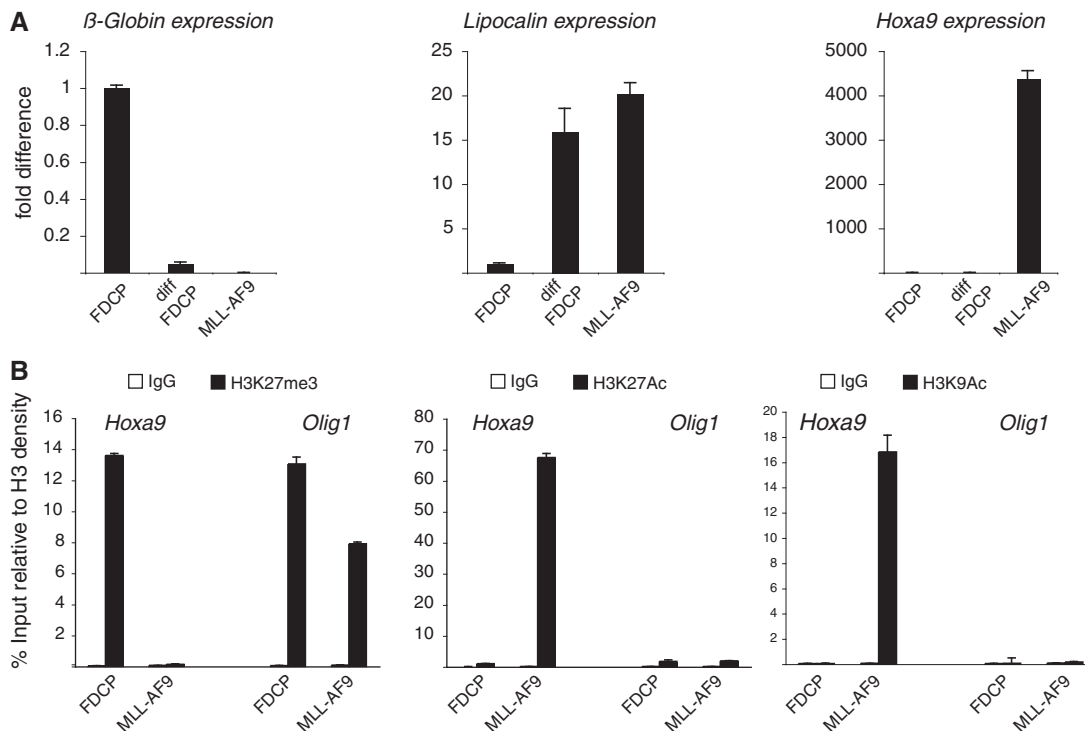 A
ß-Globin expression
Lipocalin expression
Hoxa9 expression
fold difference
1.2
1
0.8
0.6
0.4
0.2
FDCP
diff
FDCP
MLL-AF9
25
20
15
10
5
FDCP
diff
FDCP
MLL-AF9
5000
4000
3000
2000
1000
FDCP
diff
FDCP
MLL-AF9
B
IgG H3K27me3
IgG H3K27Ac
IgG H3K9Ac
% Input relative to H3 density
Hoxa9 Olig1
16
14
12
10
8
6
4
2
FDCP
MLL-AF9
FDCP
MLL-AF9
Hoxa9 Olig1
80
70
60
50
40
30
20
10
FDCP
MLL-AF9
FDCP
MLL-AF9
Hoxa9 Olig1
20
18
16
14
12
10
8
6
4
2
FDCP
MLL-AF9
FDCP
MLL-AF9